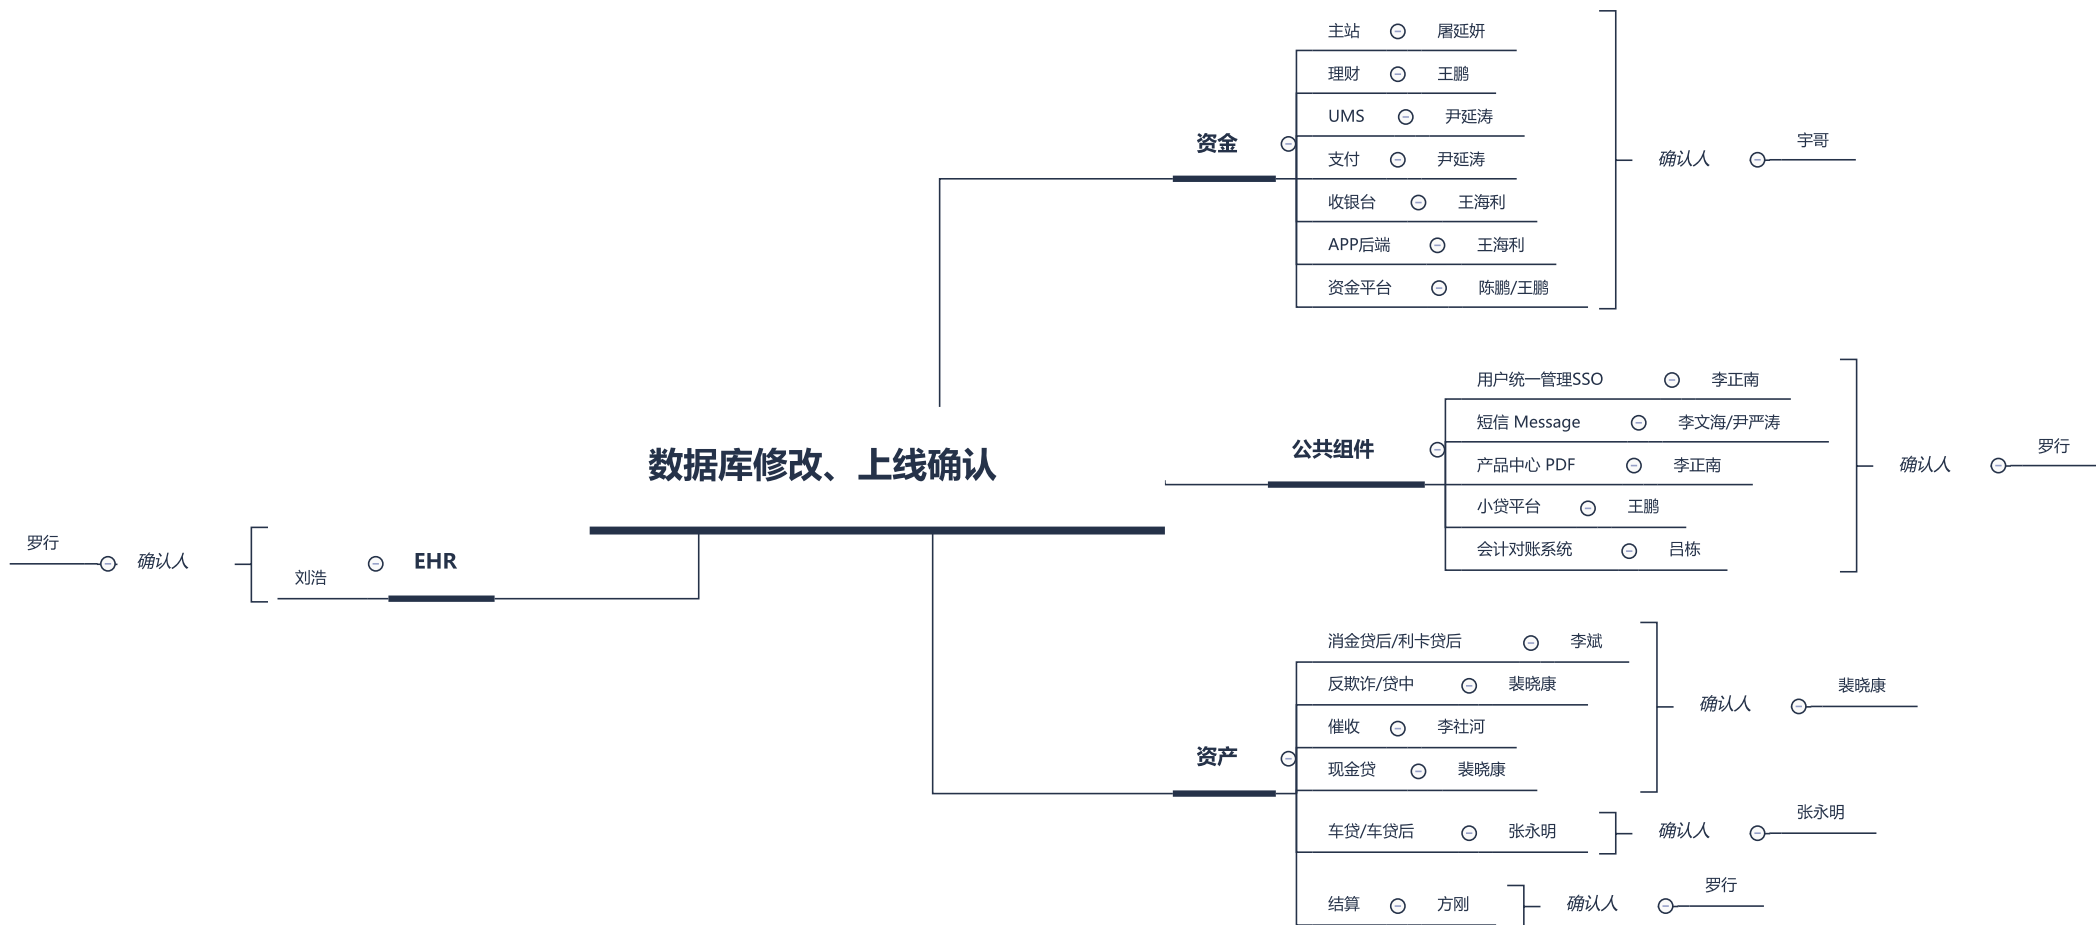 数据库修改、上线确认
资金
主站 屠延妍
理财 王鹏
UMS 尹延涛
支付 尹延涛
收银台 王海利
APP后端 王海利
资金平台 陈鹏/王鹏
确认人 宇哥
公共组件
用户统一管理SSO 李正南
短信 Message 李文海/尹严涛
产品中心 PDF 李正南
小贷平台 王鹏
会计对账系统 吕栋
确认人 罗行
资产
消金贷后/利卡贷后 李斌
反欺诈/贷中 裴晓康
催收 李社河
现金贷 裴晓康
确认人 裴晓康
车贷/车贷后 张永明
确认人 张永明
结算 方刚
确认人 罗行
EHR
刘浩
确认人
罗行